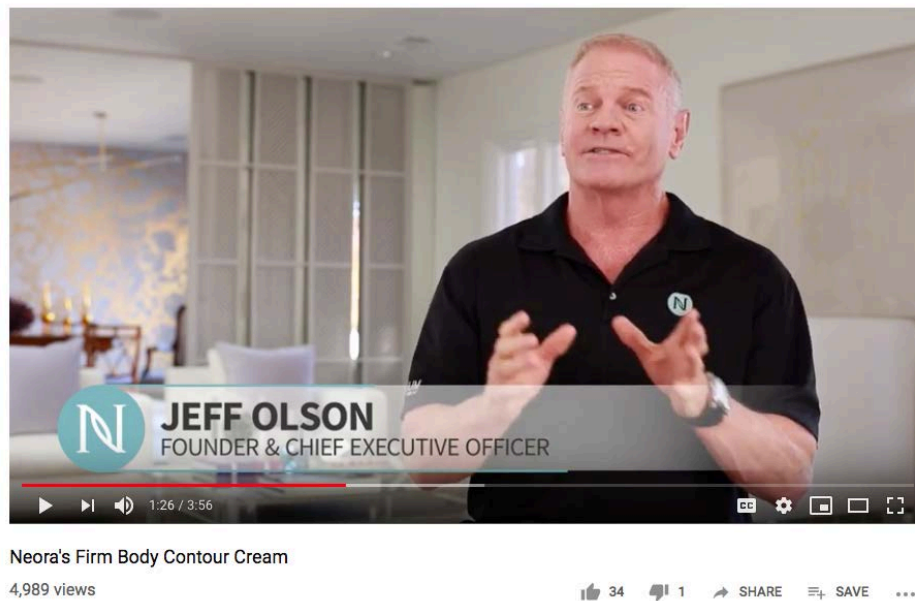 N
N
JEFF OLSON
FOUNDER & CHIEF EXECUTIVE OFFICER
1:26 / 3:56
CC
Neora's Firm Body Contour Cream
4,989 views
34
1
SHARE
SAVE